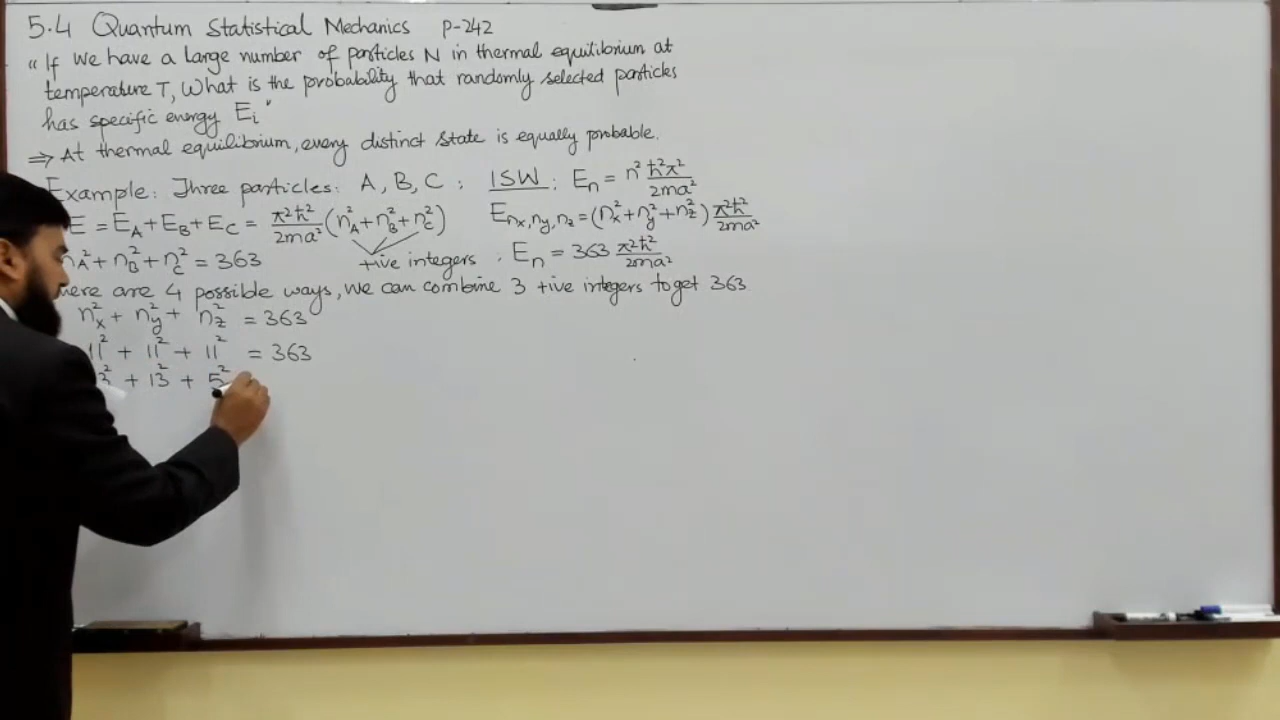 5.4 Quantum Statistical Mechanics P-242
"If we have a large number of particles N in thermal equilibrium at
temperature T, What is the probability that randomly selected particles
has specific energy Eᵢ"
⇒ At thermal equilibrium, every distinct state is equally probable.
Example: Three particles: A, B, C ; ISW : Eₙ = n² ħ²π²/2ma²
E = E_A + E_B + E_C = π²ħ²/2ma² (n_A² + n_B² + n_C²) E_{nx,ny,nz} = (n_x² + n_y² + n_z²) π²ħ²/2ma²
n_A² + n_B² + n_C² = 363 +ive integers : Eₙ = 363 π²ħ²/2ma²
here are 4 possible ways, we can combine 3 +ive integers to get 363
n_x² + n_y² + n_z² = 363
11² + 11² + 11² = 363
3² + 13² + 5²